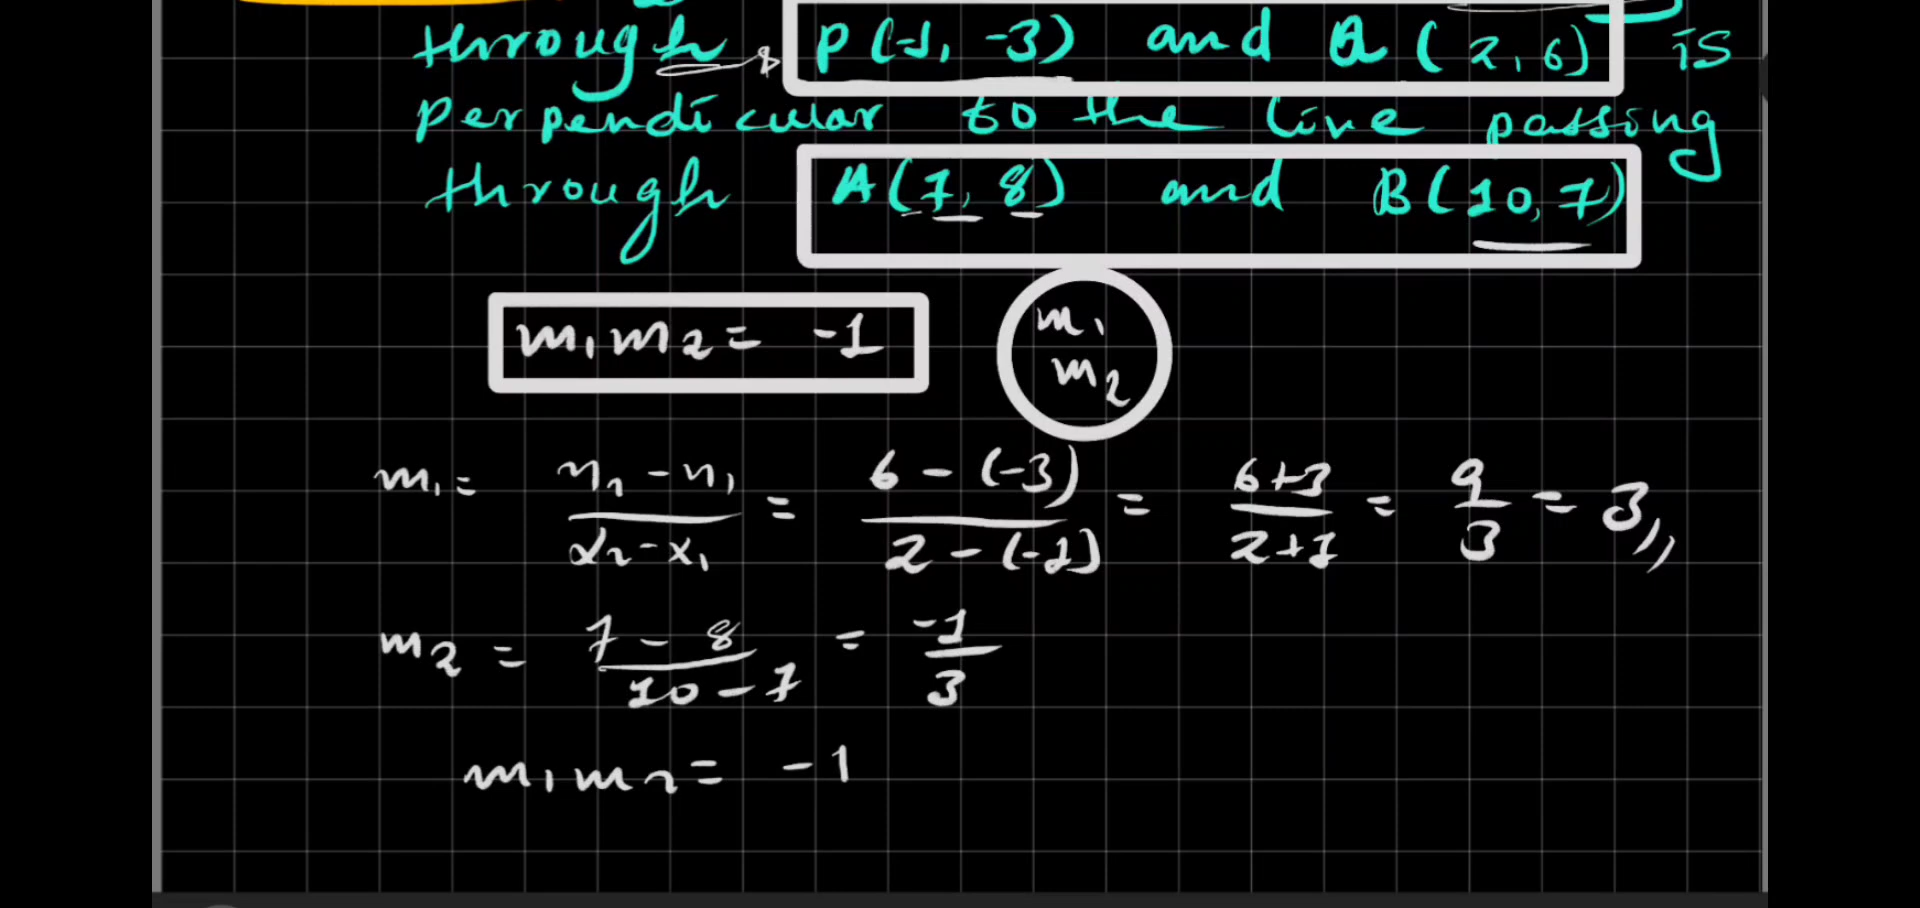 through P(-1, -3) and Q(2, 6) is
perpendicular to the line passing
through A(7, 8) and B(10, 7)
m₁m₂ = -1
m₁
m₂
m₁ = y₂-y₁/x₂-x₁ = 6-(-3)/2-(-1) = 6+3/2+1 = 9/3 = 3,,
m₂ = 7-8/10-7 = -1/3
m₁m₂ = -1